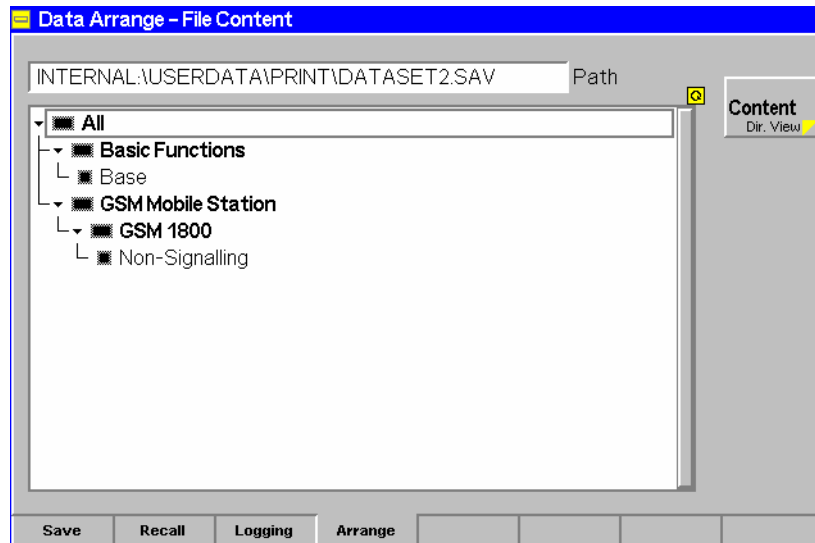 Data Arrange – File Content
INTERNAL:\USERDATA\PRINT\DATASET2.SAV Path
Content
Dir. View
All
Basic Functions
Base
GSM Mobile Station
GSM 1800
Non-Signalling
Save Recall Logging Arrange